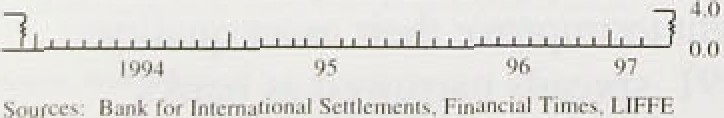 4.0
0.0
1994 95 96 97
Sources: Bank for International Settlements, Financial Times, LIFFE